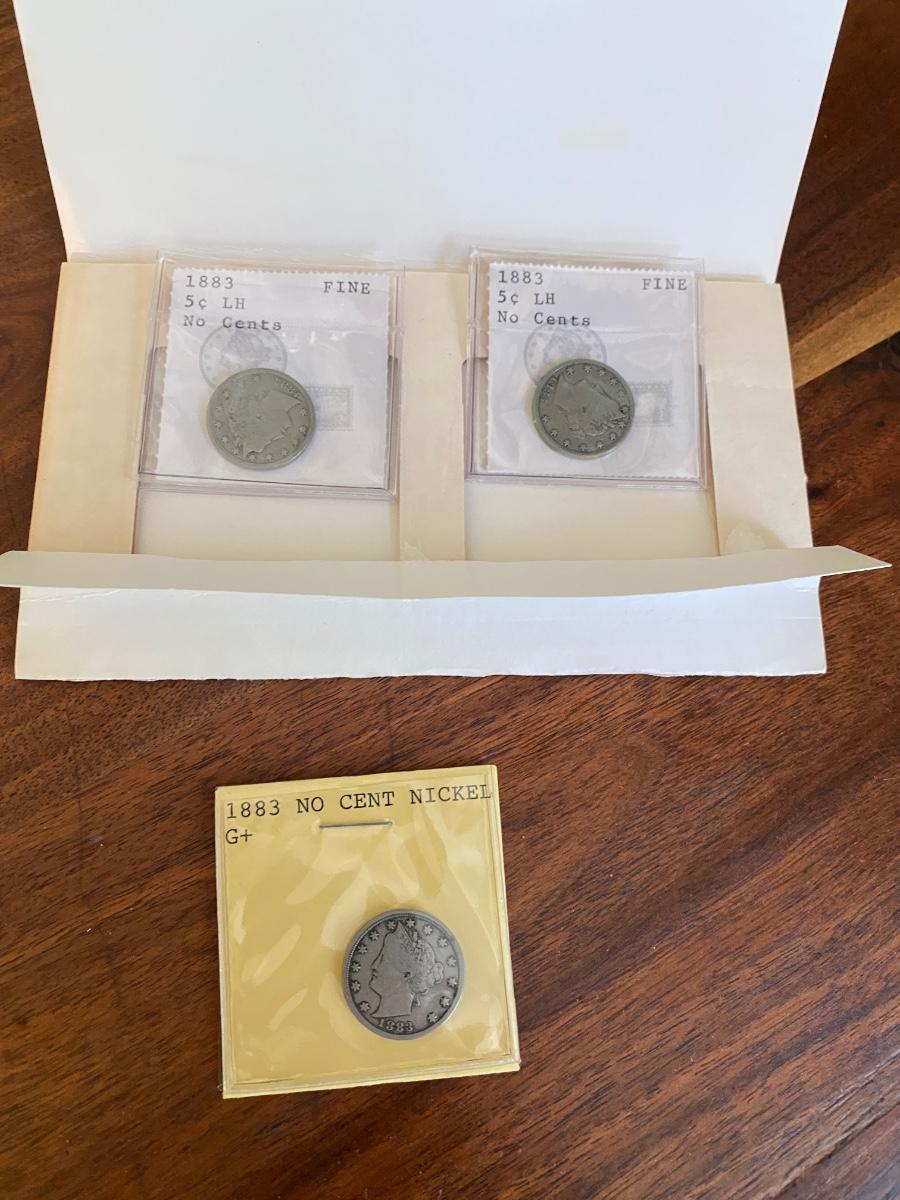 1883 FINE
5¢ LH
No Cents
1883 FINE
5¢ LH
No Cents
1883 NO CENT NICKEL
G+
1883